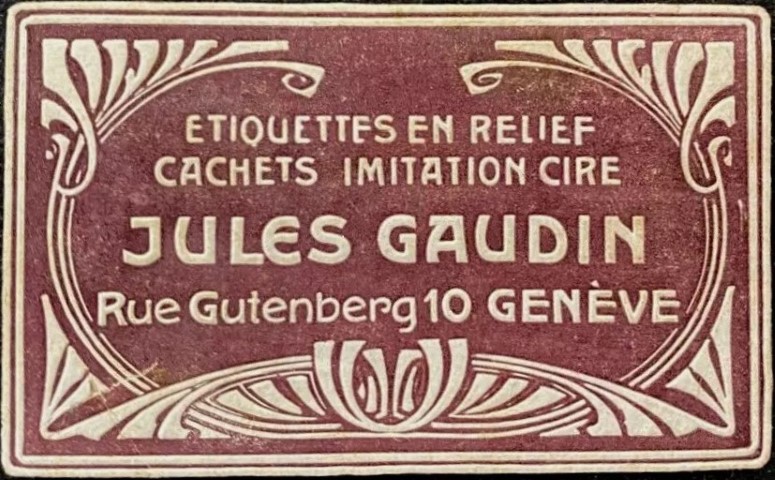 ETIQUETTES EN RELIEF
CACHETS IMITATION CIRE
JULES GAUDIN
Rue Gutenberg 10 GENÈVE